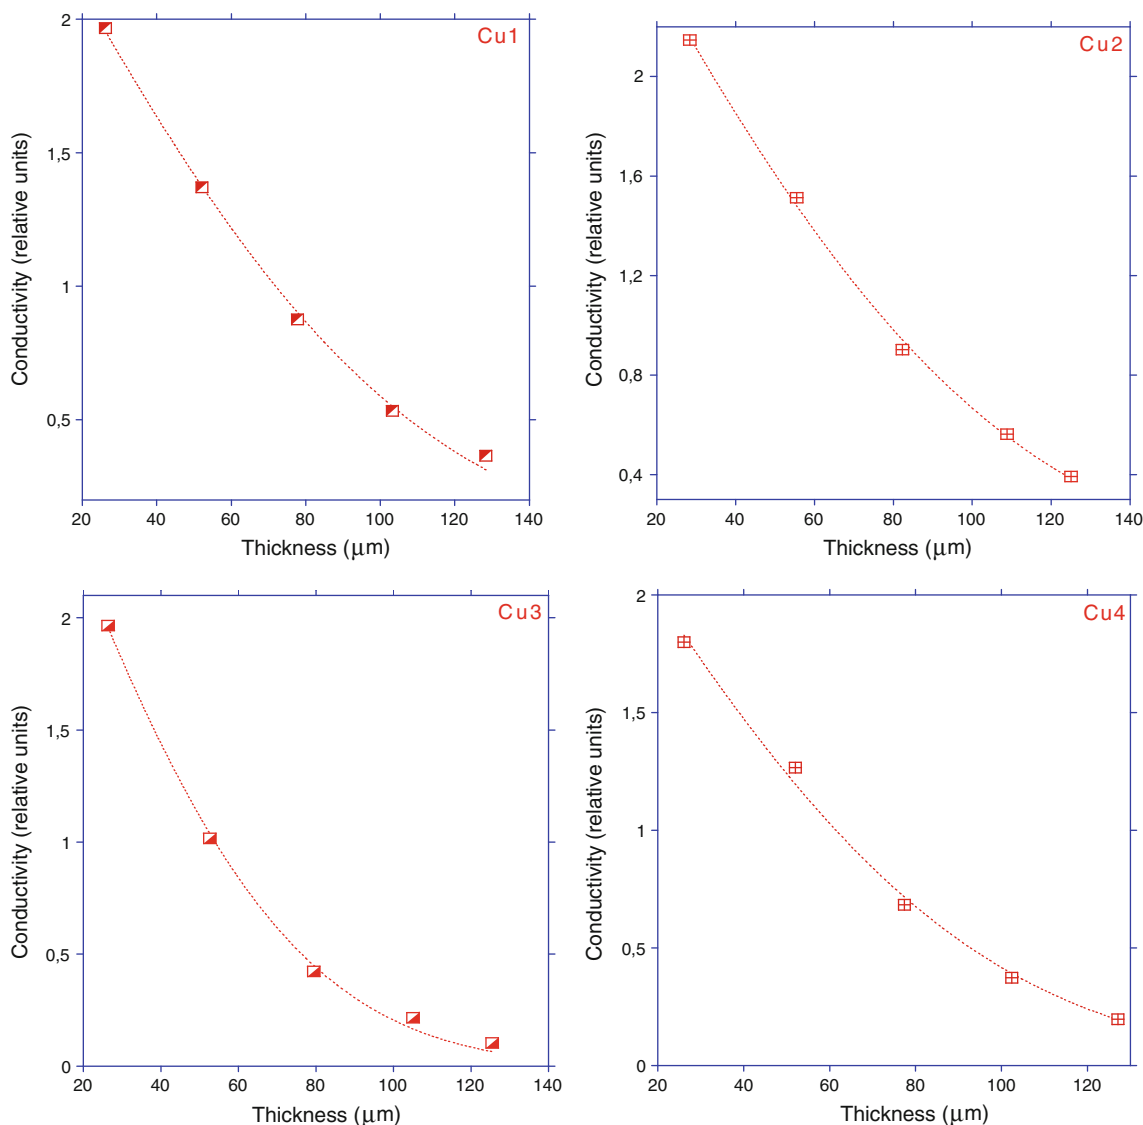 Cu1
Conductivity (relative units)
2
1,5
1
0,5
20 40 60 80 100 120 140
Thickness (μm)
Cu2
Conductivity (relative units)
2
1,6
1,2
0,8
0,4
20 40 60 80 100 120 140
Thickness (μm)
Cu3
Conductivity (relative units)
2
1,5
1
0,5
0
20 40 60 80 100 120 140
Thickness (μm)
Cu4
Conductivity (relative units)
2
1,5
1
0,5
0
20 40 60 80 100 120
Thickness (μm)